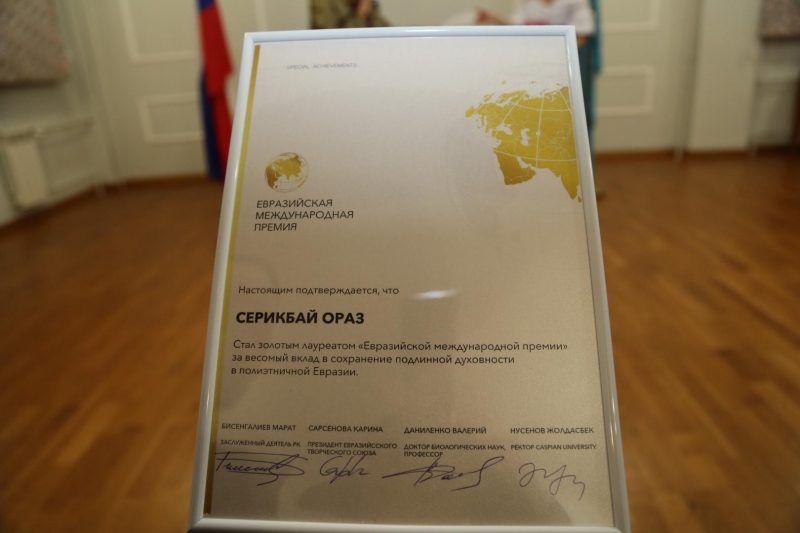 SPECIAL ACHIEVEMENTS
ЕВРАЗИЙСКАЯ
МЕЖДУНАРОДНАЯ
ПРЕМИЯ
Настоящим подтверждается, что
СЕРИКБАЙ ОРАЗ
Стал золотым лауреатом «Евразийской международной премии»
за весомый вклад в сохранение подлинной духовности
в полиэтничной Евразии.
БИСЕНГАЛИЕВ МАРАТ
ЗАСЛУЖЕННЫЙ ДЕЯТЕЛЬ РК
САРСЕНОВА КАРИНА
ПРЕЗИДЕНТ ЕВРАЗИЙССКОГО
ТВОРЧЕСКОГО СОЮЗА
ДАНИЛЕНКО ВАЛЕРИЙ
ДОКТОР БИОЛОГИЧЕСКИХ НАУК,
ПРОФЕССОР
НУСЕНОВ ЖОЛДАСБЕК
РЕКТОР CASPIAN UNIVERSITY